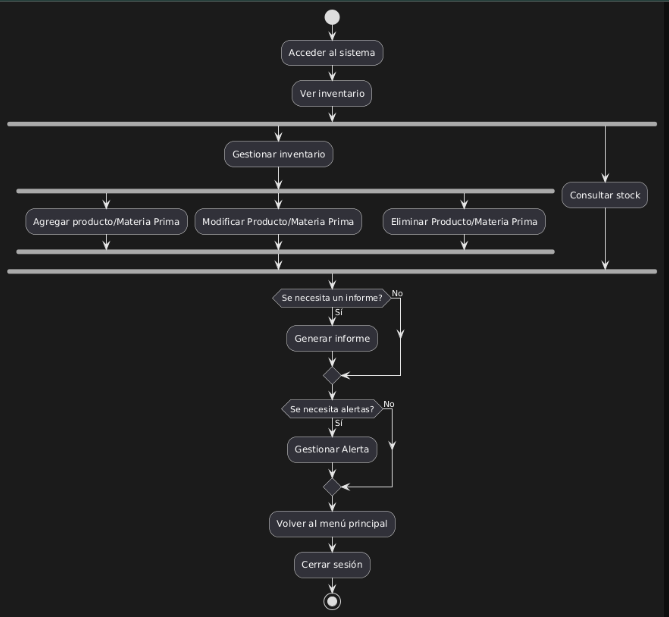 Acceder al sistema
Ver inventario
Gestionar inventario
Consultar stock
Agregar producto/Materia Prima
Modificar Producto/Materia Prima
Eliminar Producto/Materia Prima
Se necesita un informe?
No
Sí
Generar informe
Se necesita alertas?
No
Sí
Gestionar Alerta
Volver al menú principal
Cerrar sesión